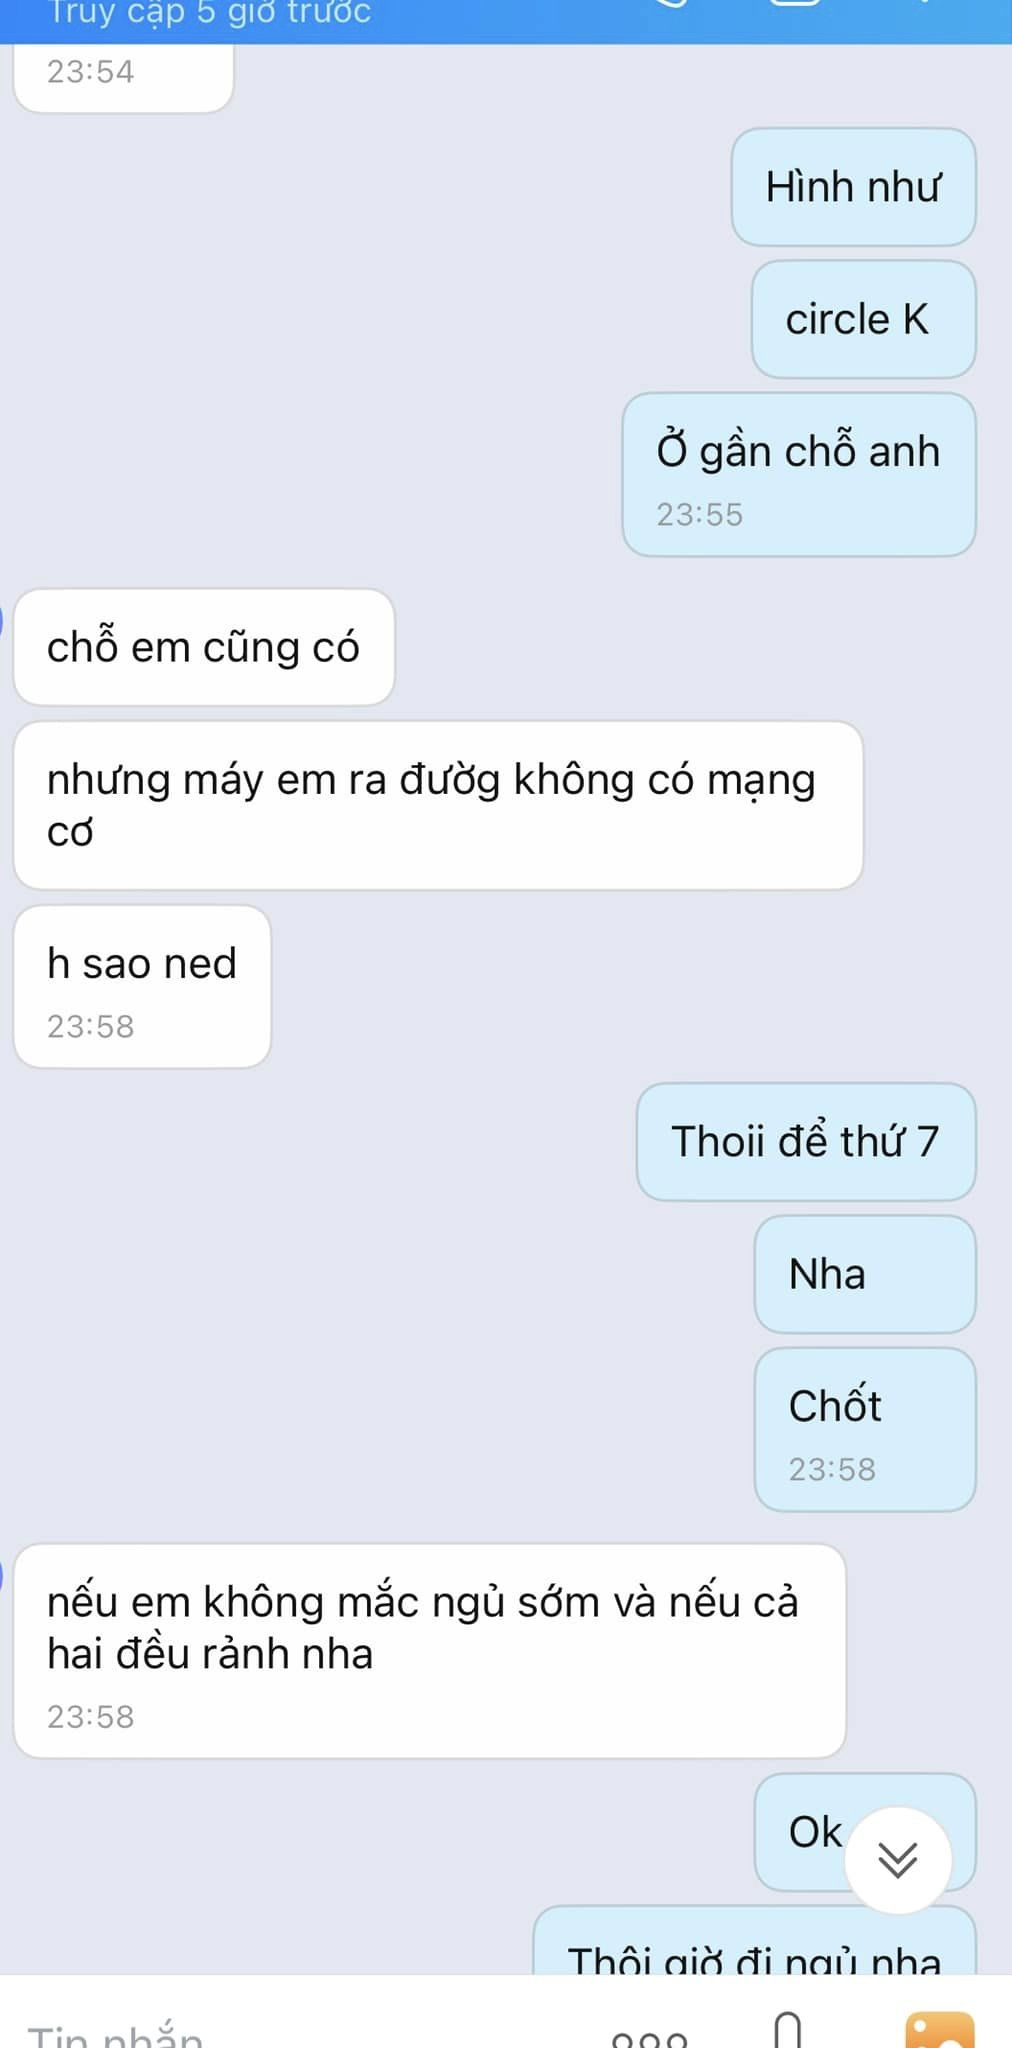 Truy cập 5 giờ trước
23:54
Hình như
circle K
Ở gần chỗ anh
23:55
chỗ em cũng có
nhưng máy em ra đườg không có mạng
cơ
h sao ned
23:58
Thoii để thứ 7
Nha
Chốt
23:58
nếu em không mắc ngủ sớm và nếu cả
hai đều rảnh nha
23:58
Ok
Thôi giờ đi ngủ nha
Tin nhắn